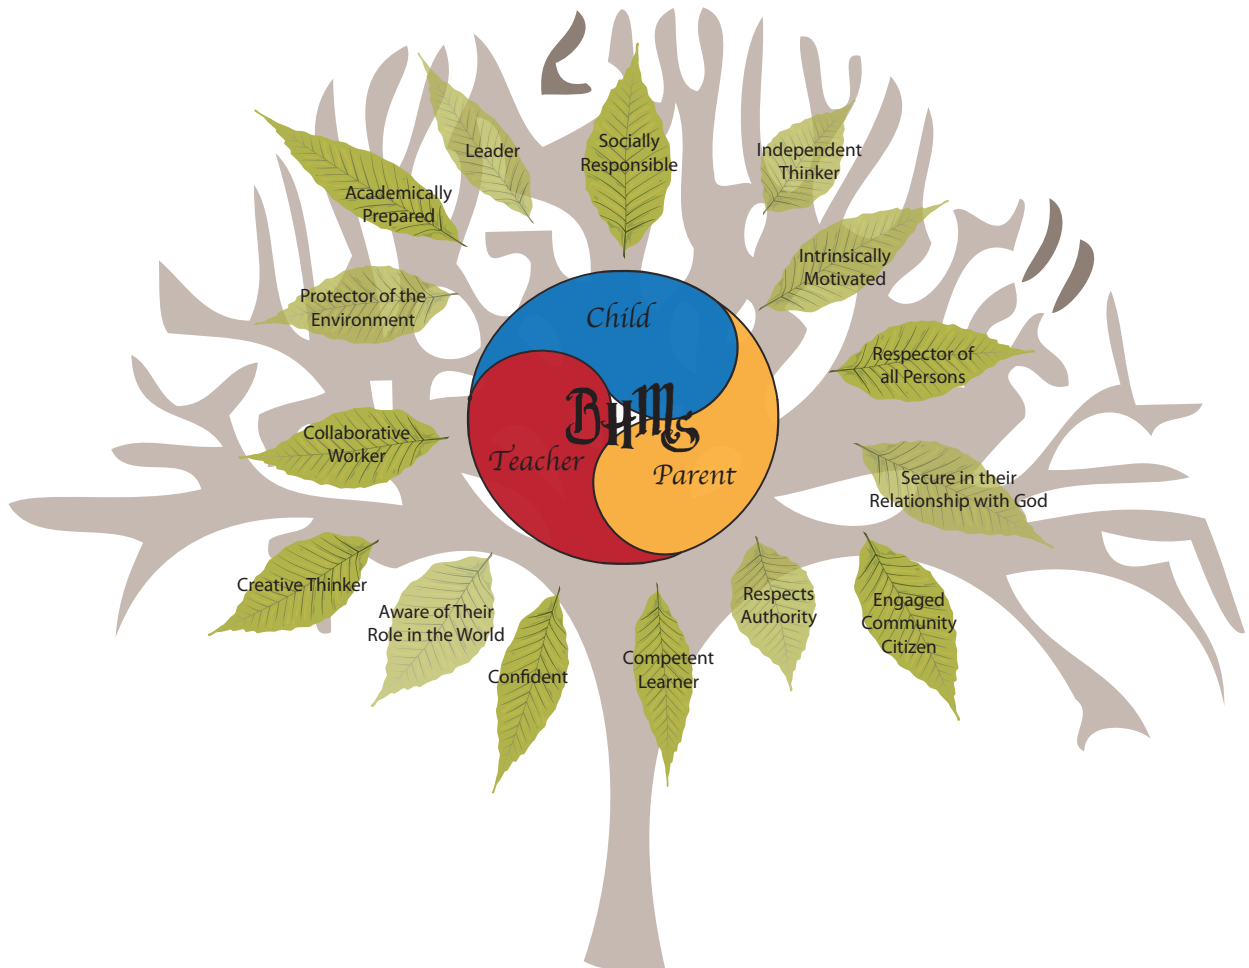 Leader
Socially
Responsible
Independent
Thinker
Academically
Prepared
Intrinsically
Motivated
Protector of the
Environment
Child
Respector of
all Persons
BHMS
Collaborative
Worker
Teacher
Parent
Secure in their
Relationship with God
Creative Thinker
Aware of Their
Role in the World
Confident
Competent
Learner
Respects
Authority
Engaged
Community
Citizen